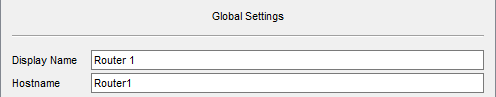 Global Settings
Display Name Router 1
Hostname Router1